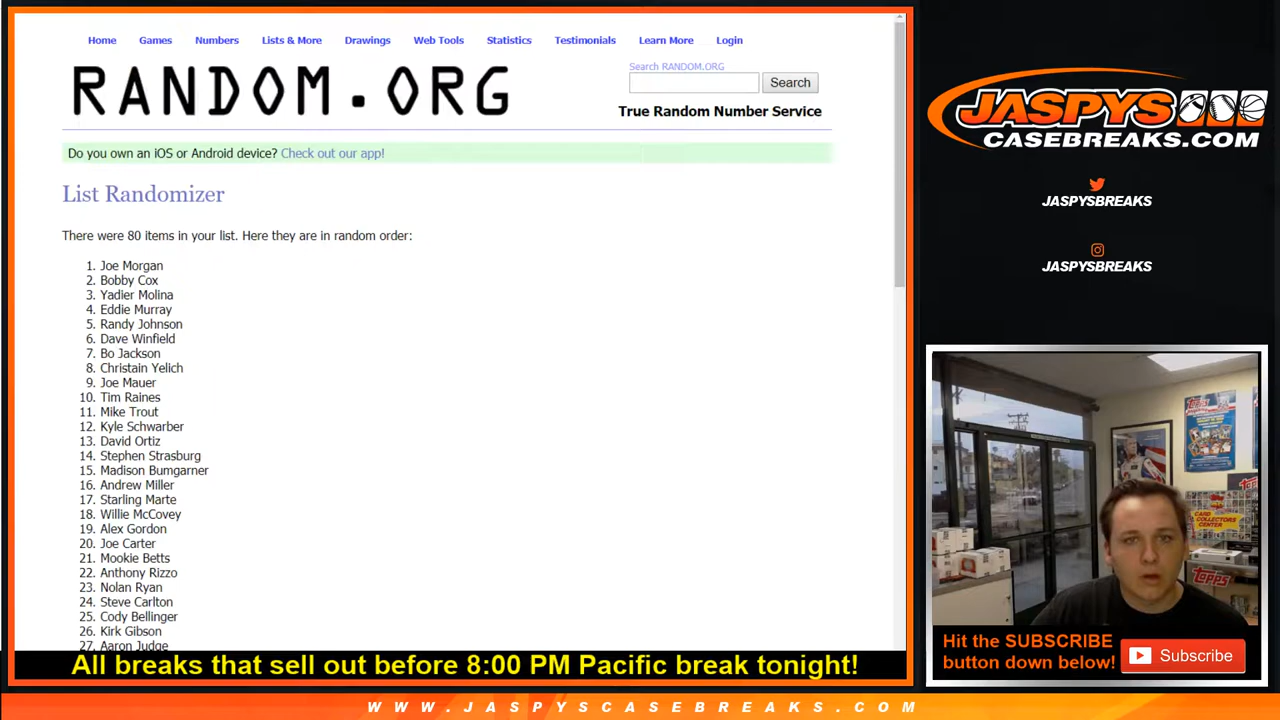 Home Games Numbers Lists & More Drawings Web Tools Statistics Testimonials Learn More Login
RANDOM.ORG
Search RANDOM.ORG
Search
True Random Number Service
Do you own an iOS or Android device? Check out our app!
List Randomizer
There were 80 items in your list. Here they are in random order:
1. Joe Morgan
2. Bobby Cox
3. Yadier Molina
4. Eddie Murray
5. Randy Johnson
6. Dave Winfield
7. Bo Jackson
8. Christain Yelich
9. Joe Mauer
10. Tim Raines
11. Mike Trout
12. Kyle Schwarber
13. David Ortiz
14. Stephen Strasburg
15. Madison Bumgarner
16. Andrew Miller
17. Starling Marte
18. Willie McCovey
19. Alex Gordon
20. Joe Carter
21. Mookie Betts
22. Anthony Rizzo
23. Nolan Ryan
24. Steve Carlton
25. Cody Bellinger
26. Kirk Gibson
27. Aaron Judge
All breaks that sell out before 8:00 PM Pacific break tonight!
JASPYS
CASEBREAKS.COM
JASPYSBREAKS
JASPYSBREAKS
CARD
COLLECTORS
CENTER
TOPPS
Hit the SUBSCRIBE
button down below!
Subscribe
WWW.JASPYSCASEBREAKS.COM